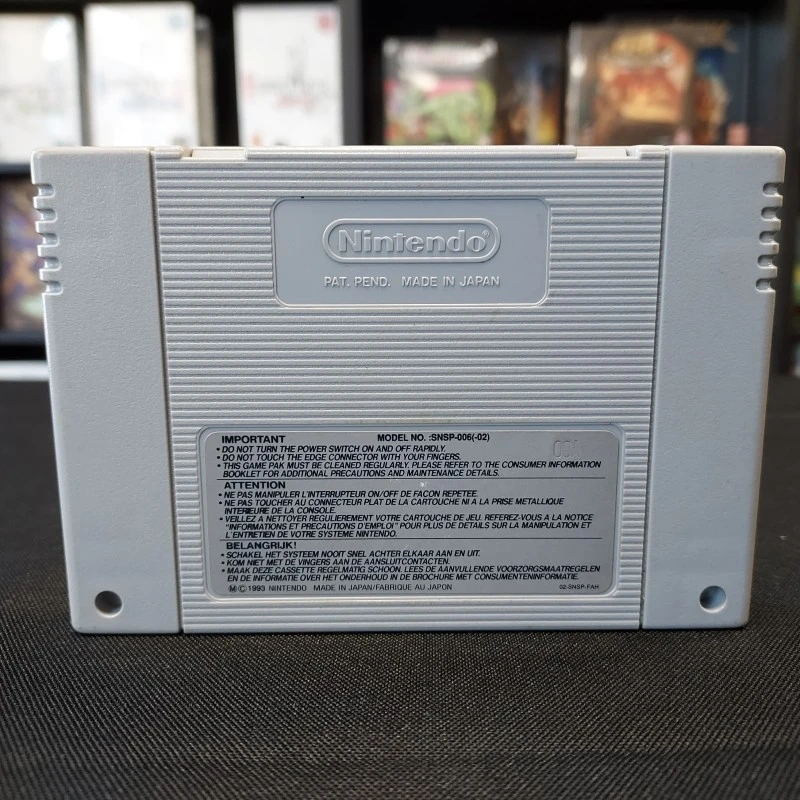 Nintendo
PAT. PEND. MADE IN JAPAN
IMPORTANT MODEL NO. :SNSP-006(-02)
• DO NOT TURN THE POWER SWITCH ON AND OFF RAPIDLY.
• DO NOT TOUCH THE EDGE CONNECTOR WITH YOUR FINGERS.
• THIS GAME PAK MUST BE CLEANED REGULARLY. PLEASE REFER TO THE CONSUMER INFORMATION
BOOKLET FOR ADDITIONAL PRECAUTIONS AND MAINTENANCE DETAILS.
ATTENTION
• NE PAS MANIPULER L'INTERRUPTEUR ON/OFF DE FACON REPETEE.
• NE PAS TOUCHER AU CONNECTEUR PLAT DE LA CARTOUCHE NI A LA PRISE METALLIQUE
INTERIEURE DE LA CONSOLE.
• VEILLEZ A NETTOYER REGULIEREMENT VOTRE CARTOUCHE DE JEU. REFEREZ-VOUS A LA NOTICE
"INFORMATIONS ET PRECAUTIONS D'EMPLOI" POUR PLUS DE DETAILS SUR LA MANIPULATION ET
L'ENTRETIEN DE VOTRE SYSTEME NINTENDO.
BELANGRIJK!
• SCHAKEL HET SYSTEEM NOOIT SNEL ACHTER ELKAAR AAN EN UIT.
• KOM NIET MET DE VINGERS AAN DE AANSLUITCONTACTEN.
• MAAK DEZE CASSETTE REGELMATIG SCHOON. LEES DE AANVULLENDE VOORZORGSMAATREGELEN
EN DE INFORMATIE OVER HET ONDERHOUD IN DE BROCHURE MET CONSUMENTENINFORMATIE.
Ⓜ© 1993 NINTENDO MADE IN JAPAN/FABRIQUE AU JAPON 02-SNSP-FAH